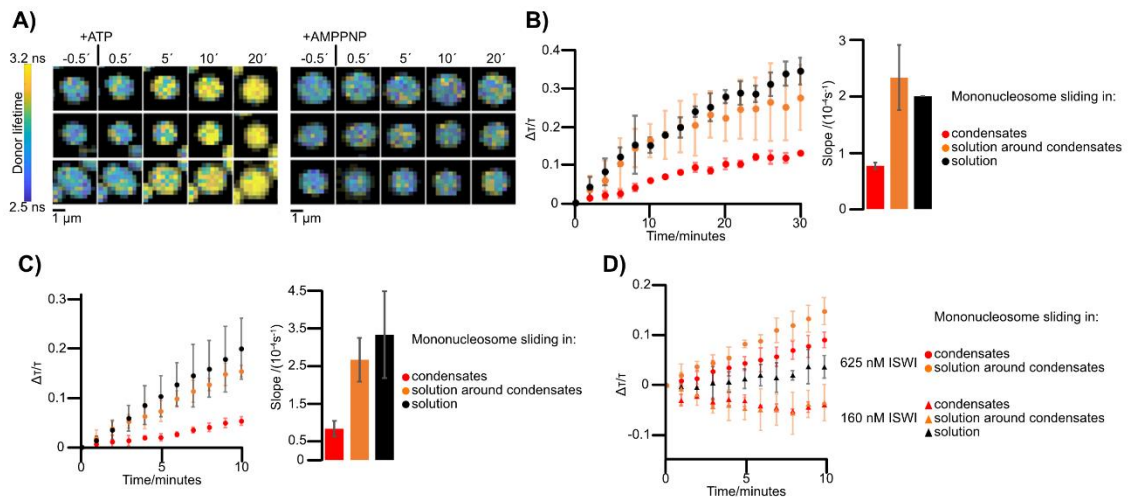 A)
+ATP
+AMPPNP
-0.5´ 0.5´ 5´ 10´ 20´
-0.5´ 0.5´ 5´ 10´ 20´
3.2 ns
Donor lifetime
2.5 ns
1 µm
1 µm
B)
Δτ/τ
0.4
0.3
0.2
0.1
0
0 10 20 30
Time/minutes
Slope /(10⁻⁴s⁻¹)
3
2
1
0
Mononucleosome sliding in:
condensates
solution around condensates
solution
C)
Δτ/τ
0.3
0.2
0.1
0
0 5 10
Time/minutes
Slope /(10⁻⁴s⁻¹)
4.5
3.5
2.5
1.5
0.5
0
Mononucleosome sliding in:
condensates
solution around condensates
solution
D)
Δτ/τ
0.2
0.1
0
-0.1
0 5 10
Time/minutes
Mononucleosome sliding in:
625 nM ISWI
condensates
solution around condensates
160 nM ISWI
condensates
solution around condensates
solution